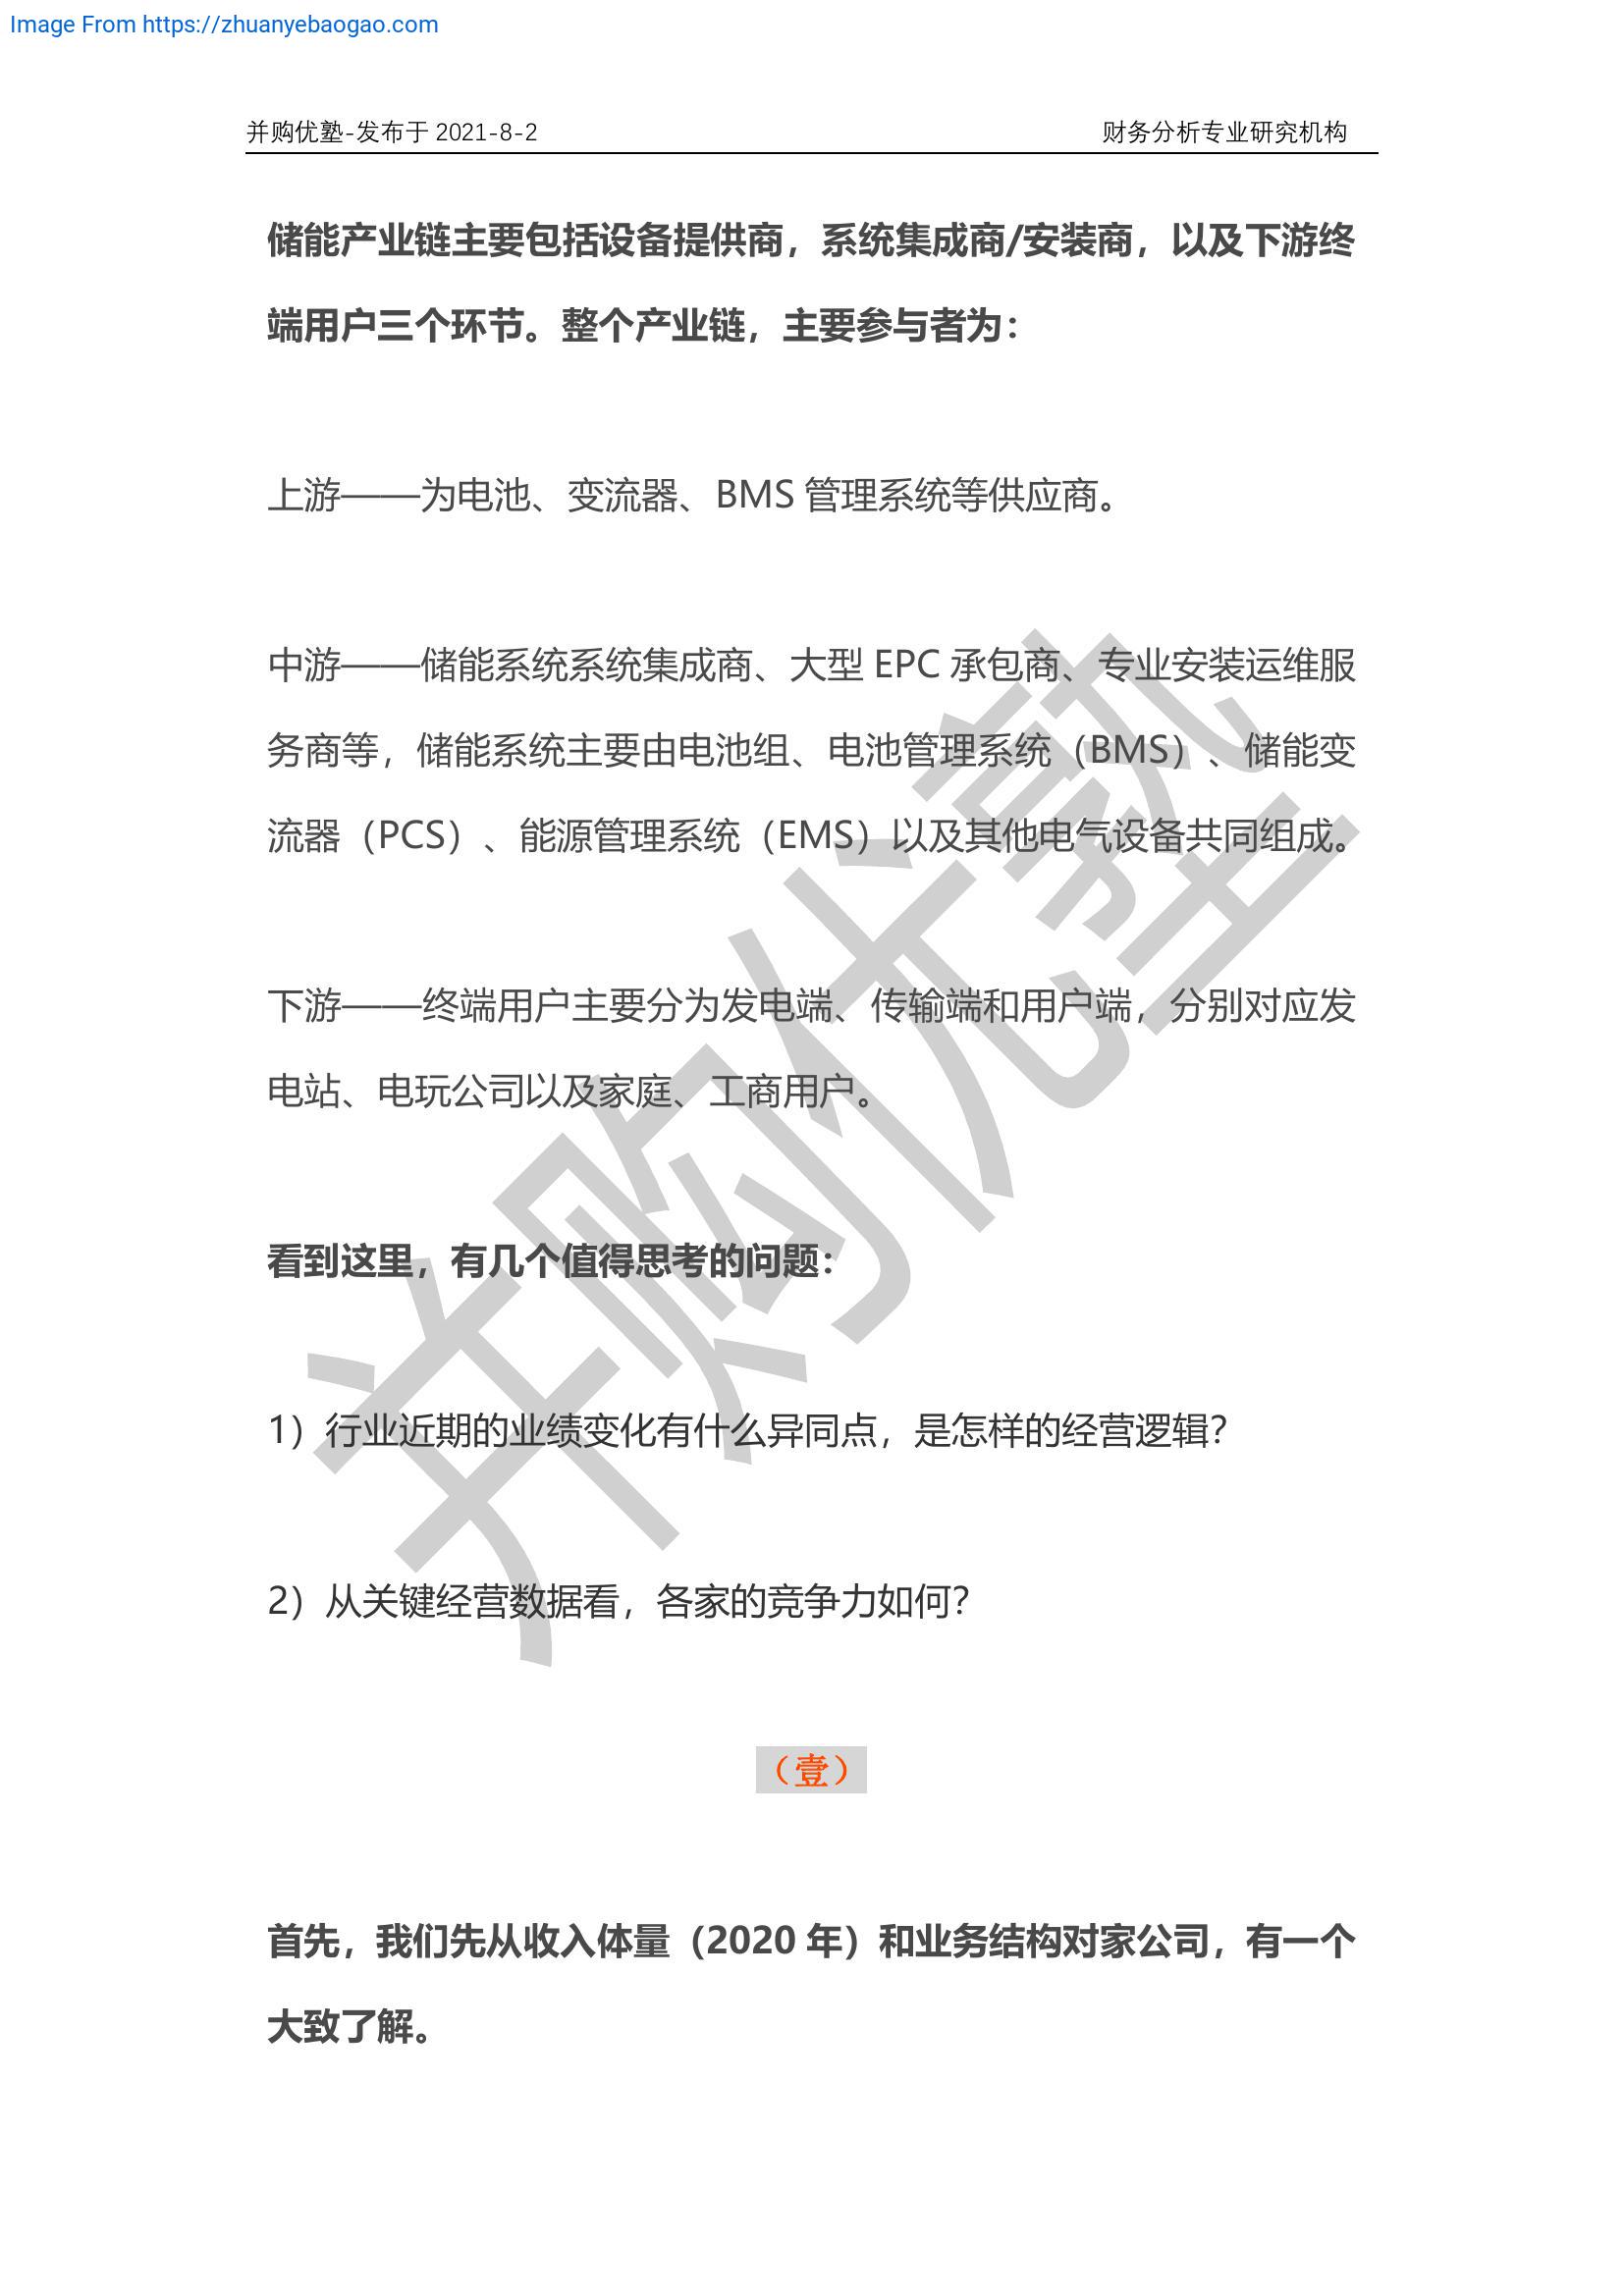 Image From https://zhuanyebaogao.com
并购优塾-发布于 2021-8-2 财务分析专业研究机构
储能产业链主要包括设备提供商，系统集成商/安装商，以及下游终
端用户三个环节。整个产业链，主要参与者为：
上游——为电池、变流器、BMS 管理系统等供应商。
中游——储能系统系统集成商、大型 EPC 承包商、专业安装运维服
务商等，储能系统主要由电池组、电池管理系统（BMS）、储能变
流器（PCS）、能源管理系统（EMS）以及其他电气设备共同组成。
下游——终端用户主要分为发电端、传输端和用户端，分别对应发
电站、电玩公司以及家庭、工商用户。
看到这里，有几个值得思考的问题：
1）行业近期的业绩变化有什么异同点，是怎样的经营逻辑？
2）从关键经营数据看，各家的竞争力如何？
（壹）
首先，我们先从收入体量（2020 年）和业务结构对家公司，有一个
大致了解。
并购优塾